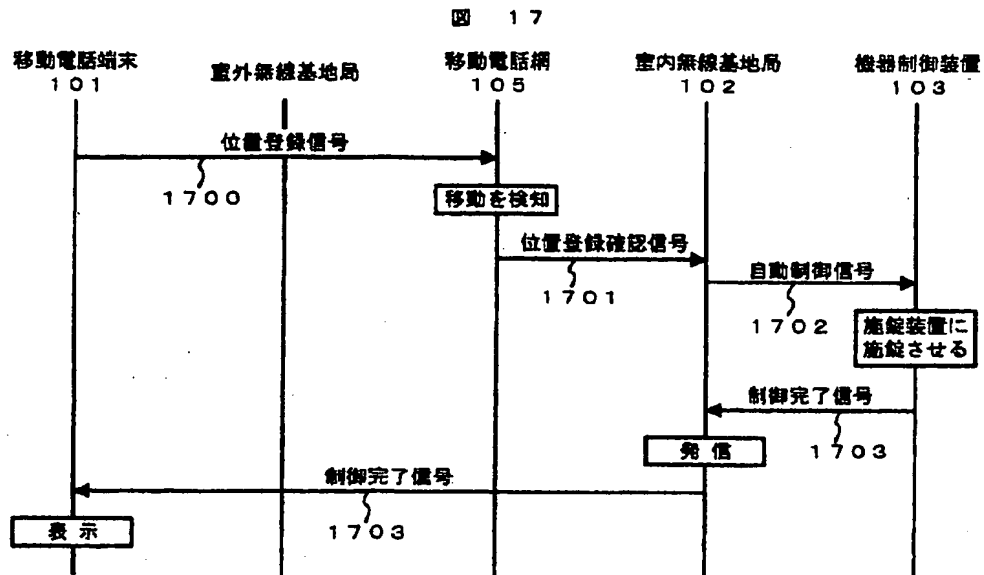 図 17
移動電話端末
101
室外無線基地局
移動電話網
105
室内無線基地局
102
機器制御装置
103
位置登録信号
1700
移動を検知
位置登録確認信号
1701
自動制御信号
1702
施錠装置に
施錠させる
制御完了信号
1703
発信
制御完了信号
1703
表示